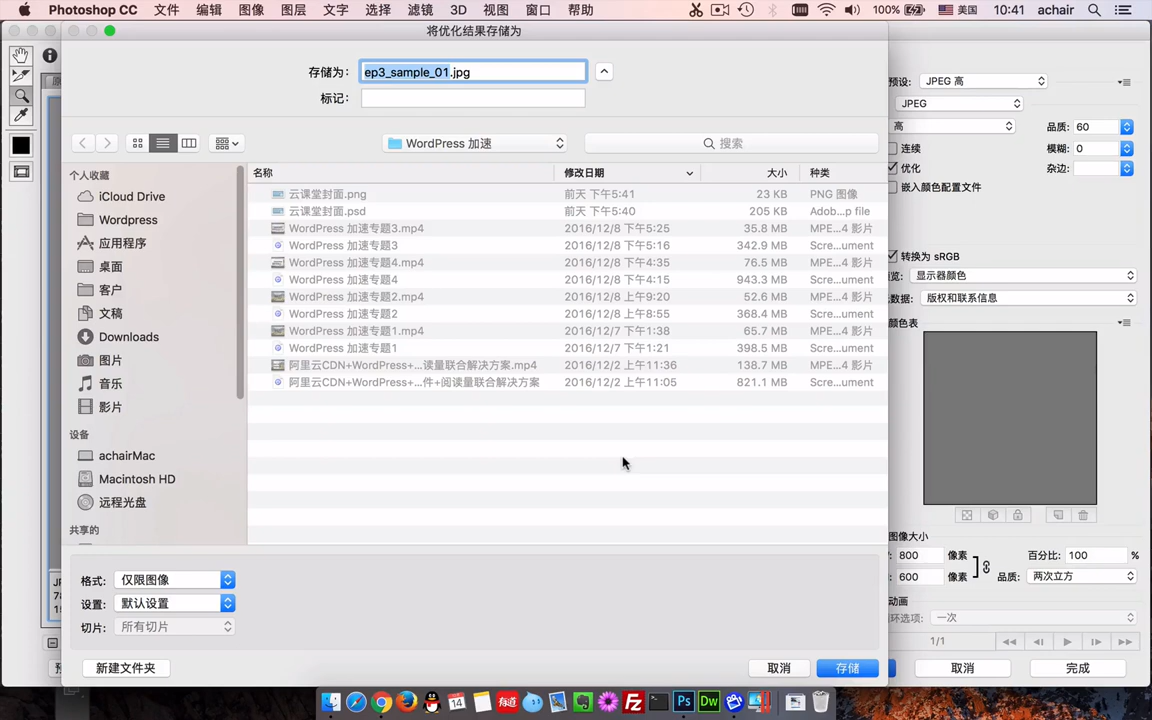 Photoshop CC 文件 编辑 图像 图层 文字 选择 滤镜 3D 视图 窗口 帮助 100% 美国 10:41 achair
将优化结果存储为
存储为： ep3_sample_01.jpg
标记：
WordPress 加速 搜索
名称 修改日期 大小 种类
云课堂封面.png 前天 下午5:41 23 KB PNG 图像
云课堂封面.psd 前天 下午5:40 205 KB Adob...p file
WordPress 加速专题3.mp4 2016/12/8 下午5:25 35.8 MB MPE...4 影片
WordPress 加速专题3 2016/12/8 下午5:16 342.9 MB Scre...ument
WordPress 加速专题4.mp4 2016/12/8 下午4:35 76.5 MB MPE...4 影片
WordPress 加速专题4 2016/12/8 下午4:15 943.3 MB Scre...ument
WordPress 加速专题2.mp4 2016/12/8 上午9:20 52.6 MB MPE...4 影片
WordPress 加速专题2 2016/12/8 上午8:55 368.4 MB Scre...ument
WordPress 加速专题1.mp4 2016/12/7 下午1:38 65.7 MB MPE...4 影片
WordPress 加速专题1 2016/12/7 下午1:21 398.5 MB Scre...ument
阿里云CDN+WordPress+...读量联合解决方案.mp4 2016/12/2 上午11:36 138.7 MB MPE...4 影片
阿里云CDN+WordPress+...件+阅读量联合解决方案 2016/12/2 上午11:05 821.1 MB Scre...ument
个人收藏
iCloud Drive
Wordpress
应用程序
桌面
客户
文稿
Downloads
图片
音乐
影片
设备
achairMac
Macintosh HD
远程光盘
共享的
格式： 仅限图像
设置： 默认设置
切片： 所有切片
新建文件夹 取消 存储
预设： JPEG 高
JPEG
高 品质： 60
连续 模糊： 0
优化 杂边：
嵌入颜色配置文件
转换为 sRGB
览： 显示器颜色
数据： 版权和联系信息
颜色表
图像大小
800 像素 百分比： 100 %
600 像素 品质： 两次立方
动画
环选项： 一次
1/1
取消 完成
14 Ps Dw